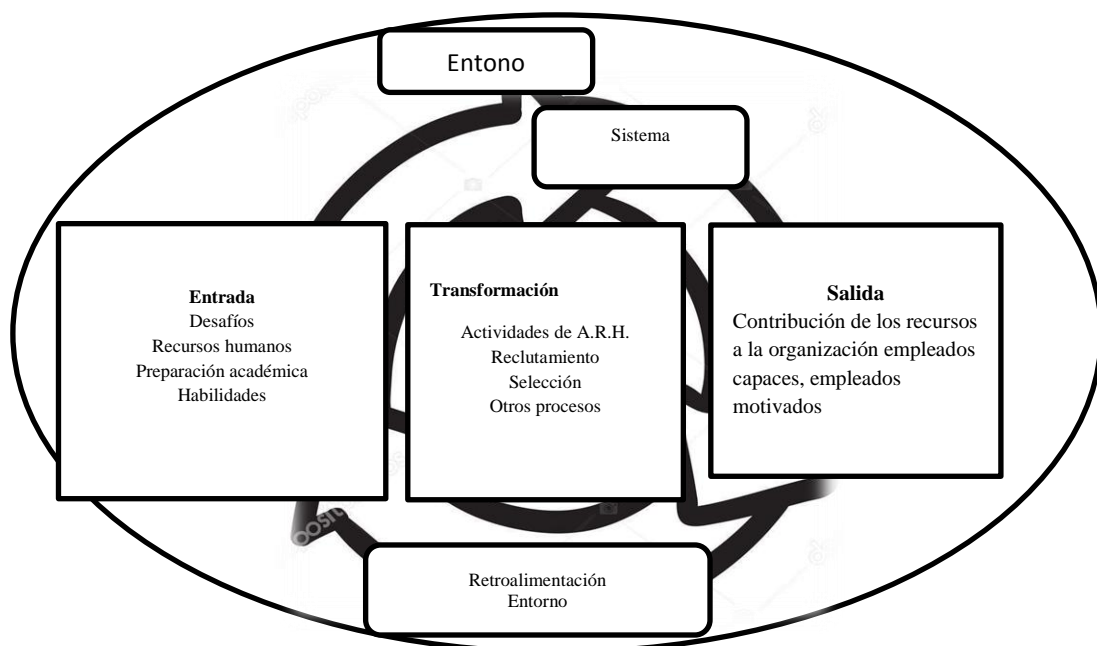 Entono
Sistema
Entrada
Desafíos
Recursos humanos
Preparación académica
Habilidades
Transformación
Actividades de A.R.H.
Reclutamiento
Selección
Otros procesos
Salida
Contribución de los recursos
a la organización empleados
capaces, empleados
motivados
Retroalimentación
Entorno